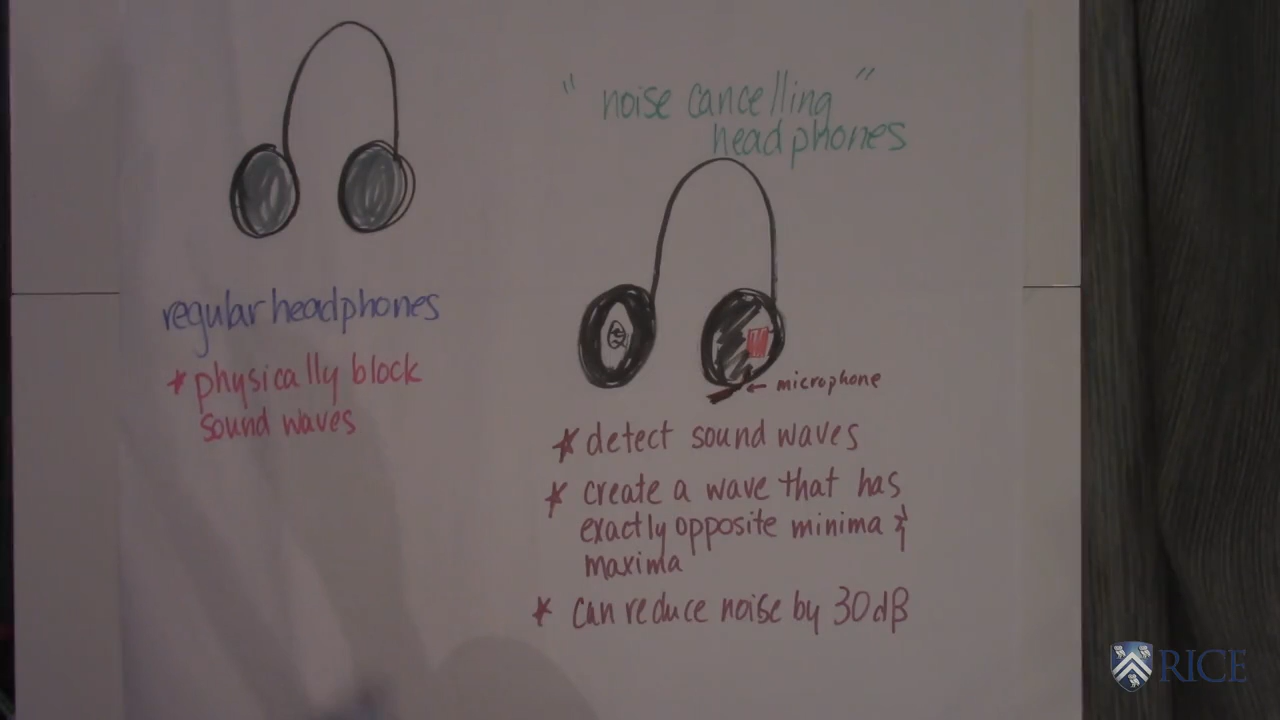 regular headphones
* physically block
sound waves
"noise cancelling"
headphones
← microphone
* detect sound waves
* create a wave that has
exactly opposite minima &
maxima
* can reduce noise by 30dB
RICE